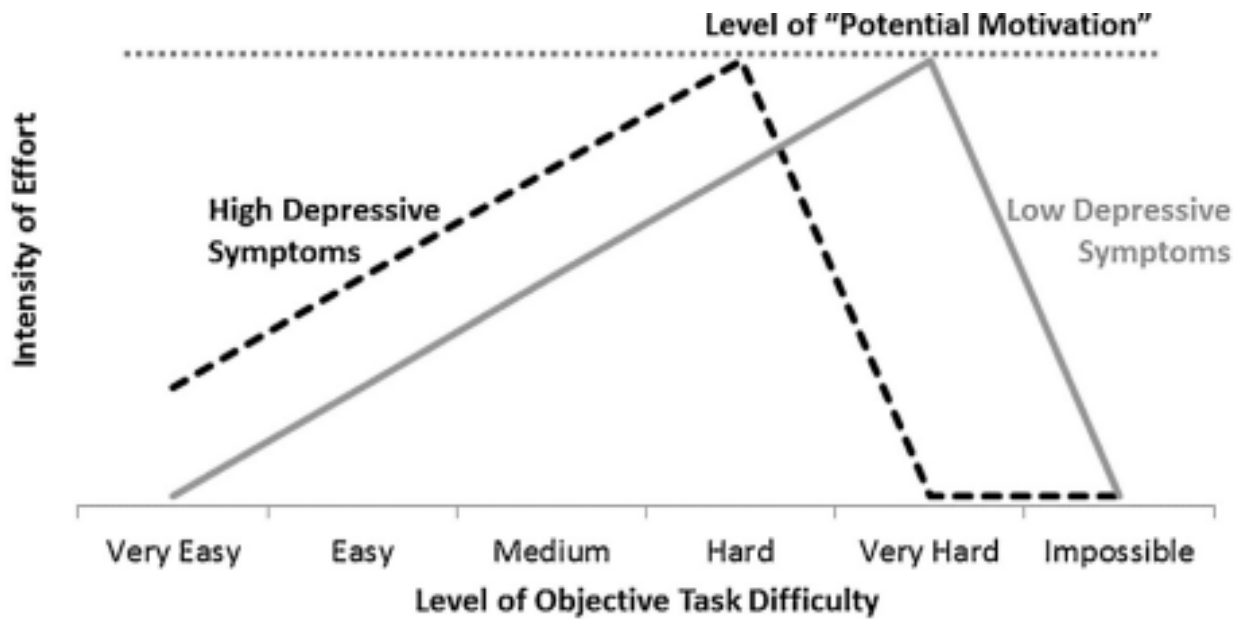 Level of “Potential Motivation”
Intensity of Effort
High Depressive
Symptoms
Low Depressive
Symptoms
Very Easy
Easy
Medium
Hard
Very Hard
Impossible
Level of Objective Task Difficulty